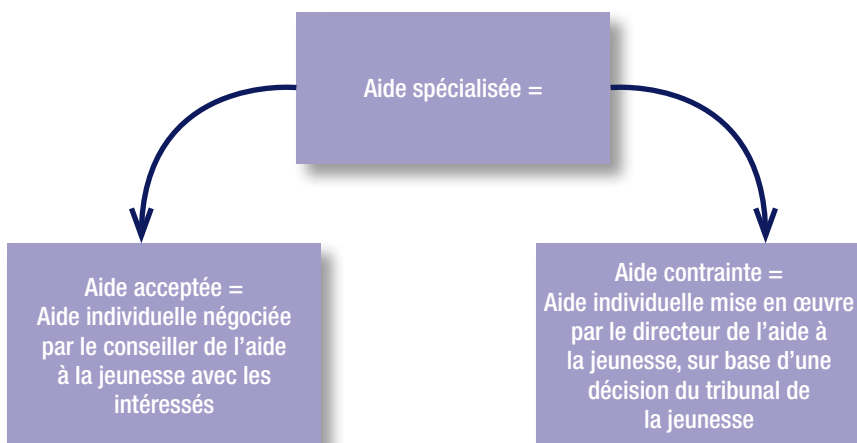 Aide spécialisée =
Aide acceptée =
Aide individuelle négociée
par le conseiller de l’aide
à la jeunesse avec les
intéressés
Aide contrainte =
Aide individuelle mise en œuvre
par le directeur de l’aide à
la jeunesse, sur base d’une
décision du tribunal de
la jeunesse